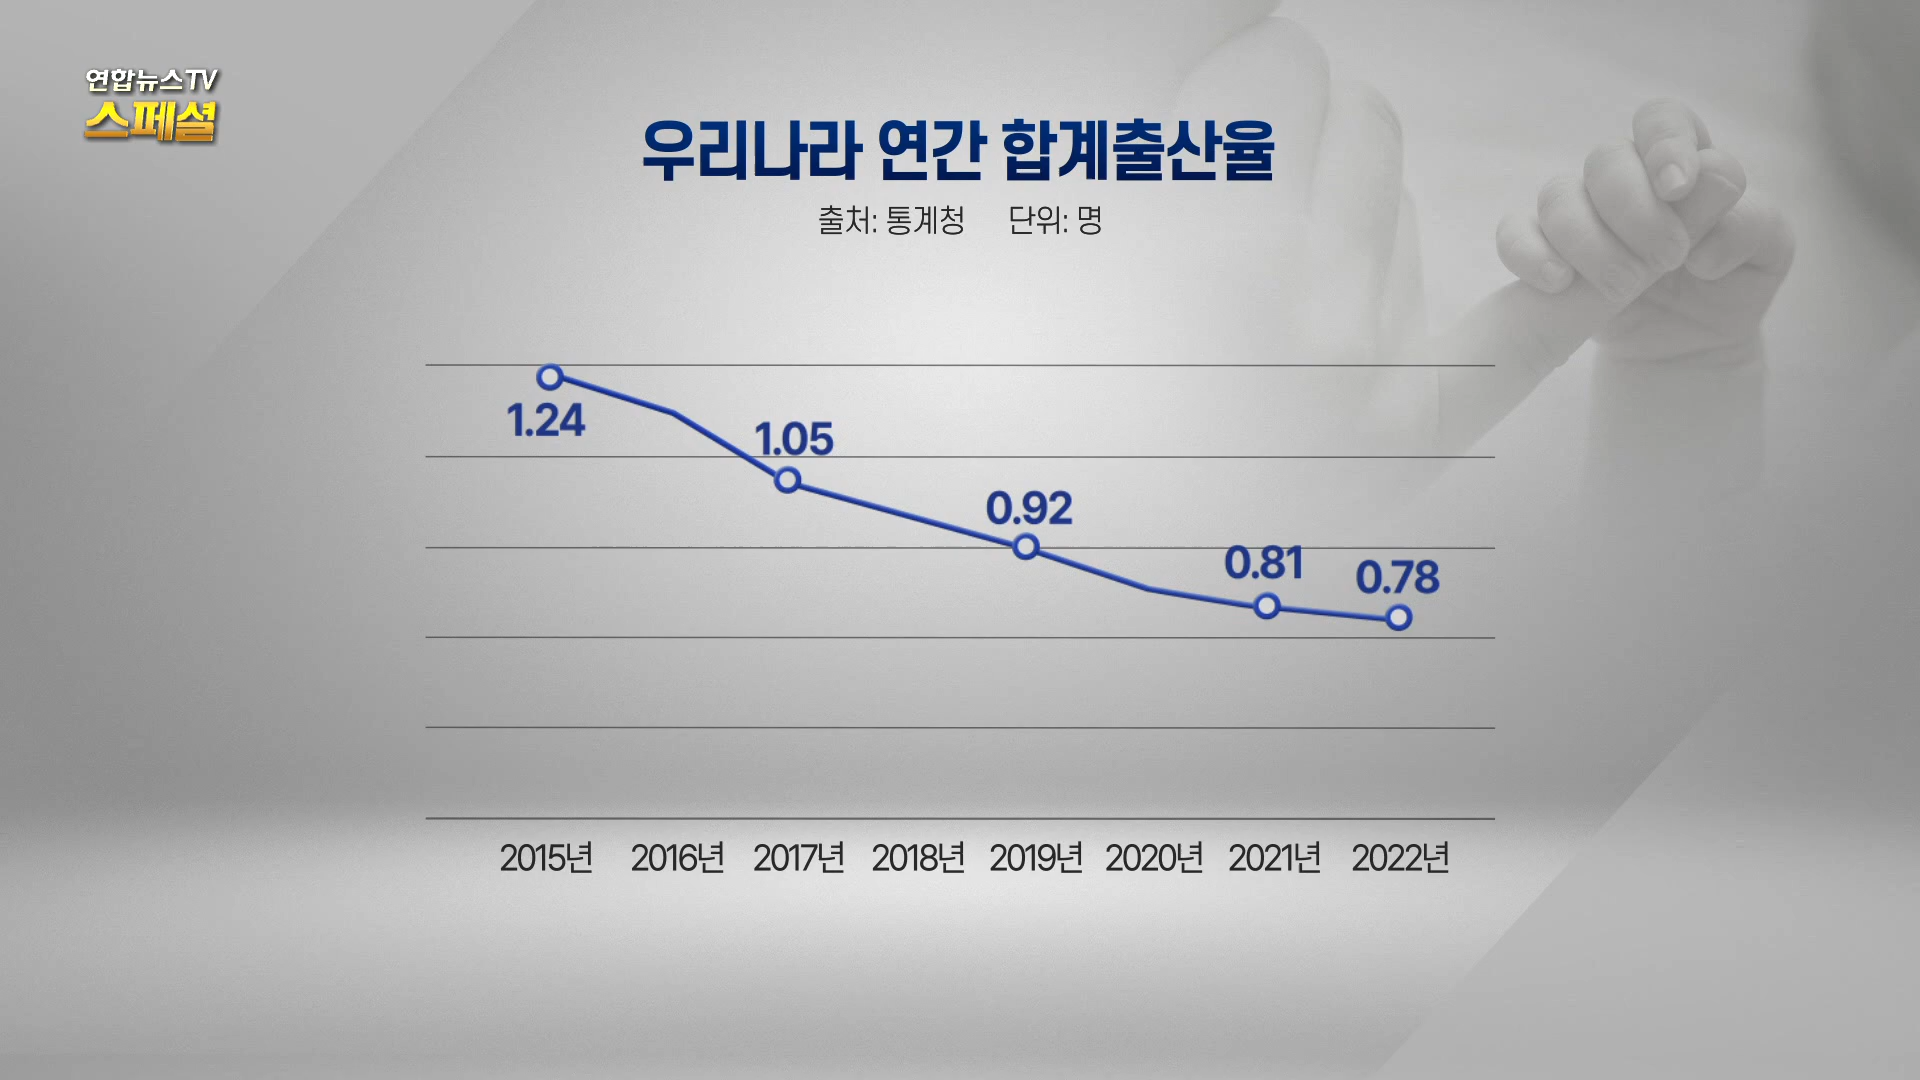 연합뉴스TV
스페셜
우리나라 연간 합계출산율
출처: 통계청 단위: 명
1.24
1.05
0.92
0.81
0.78
2015년 2016년 2017년 2018년 2019년 2020년 2021년 2022년